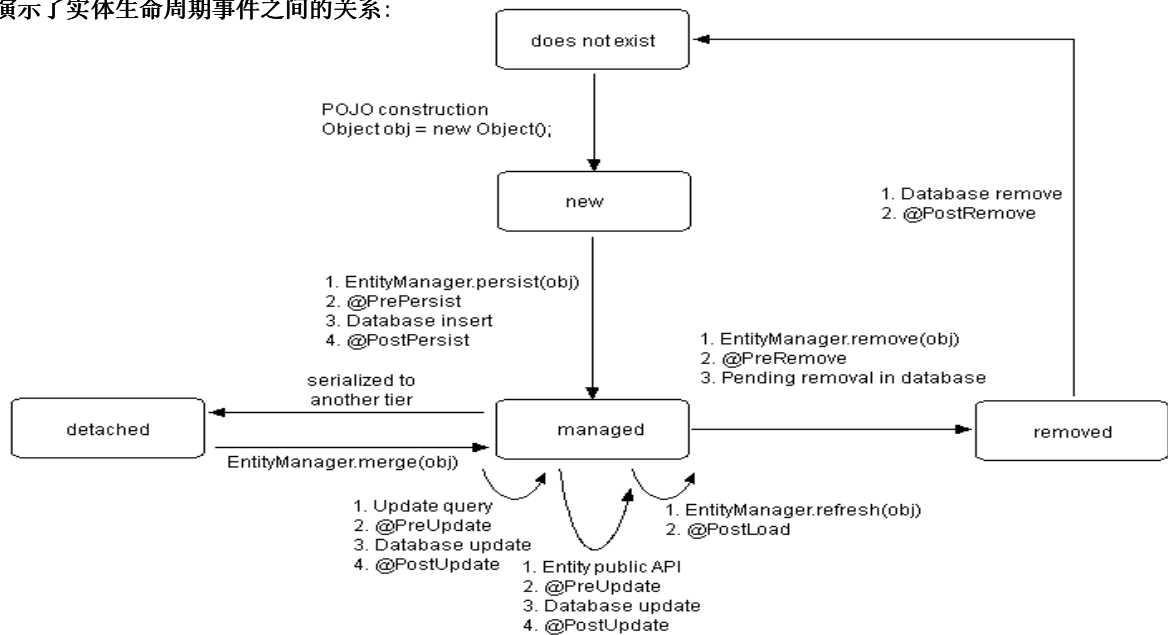 演示了实体生命周期事件之间的关系：
does not exist
POJO construction
Object obj = new Object();
new
1. Database remove
2. @PostRemove
1. EntityManager.persist(obj)
2. @PrePersist
3. Database insert
4. @PostPersist
1. EntityManager.remove(obj)
2. @PreRemove
3. Pending removal in database
serialized to
another tier
detached
managed
removed
EntityManager.merge(obj)
1. Update query
2. @PreUpdate
3. Database update
4. @PostUpdate
1. EntityManager.refresh(obj)
2. @PostLoad
1. Entity public API
2. @PreUpdate
3. Database update
4. @PostUpdate